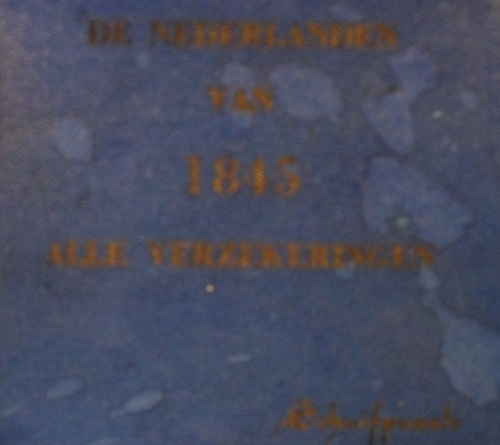 DE NEDERLANDEN
VAN
1845
ALLE VERZEKERINGEN